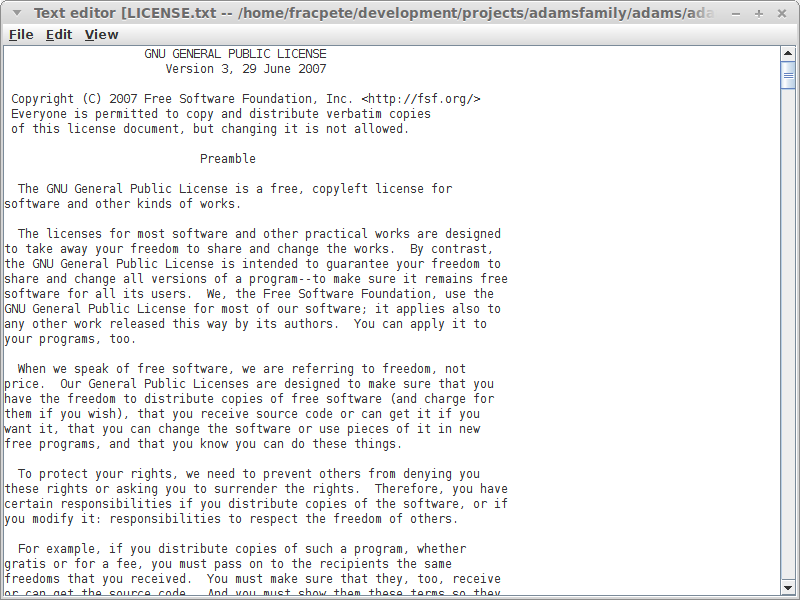 Text editor [LICENSE.txt -- /home/fracpete/development/projects/adamsfamily/adams/ada
File Edit View
GNU GENERAL PUBLIC LICENSE
Version 3, 29 June 2007
Copyright (C) 2007 Free Software Foundation, Inc. <http://fsf.org/>
Everyone is permitted to copy and distribute verbatim copies
of this license document, but changing it is not allowed.
Preamble
The GNU General Public License is a free, copyleft license for
software and other kinds of works.
The licenses for most software and other practical works are designed
to take away your freedom to share and change the works.  By contrast,
the GNU General Public License is intended to guarantee your freedom to
share and change all versions of a program--to make sure it remains free
software for all its users.  We, the Free Software Foundation, use the
GNU General Public License for most of our software; it applies also to
any other work released this way by its authors.  You can apply it to
your programs, too.
When we speak of free software, we are referring to freedom, not
price.  Our General Public Licenses are designed to make sure that you
have the freedom to distribute copies of free software (and charge for
them if you wish), that you receive source code or can get it if you
want it, that you can change the software or use pieces of it in new
free programs, and that you know you can do these things.
To protect your rights, we need to prevent others from denying you
these rights or asking you to surrender the rights.  Therefore, you have
certain responsibilities if you distribute copies of the software, or if
you modify it: responsibilities to respect the freedom of others.
For example, if you distribute copies of such a program, whether
gratis or for a fee, you must pass on to the recipients the same
freedoms that you received.  You must make sure that they, too, receive
or can get the source code.  And you must show them these terms so they